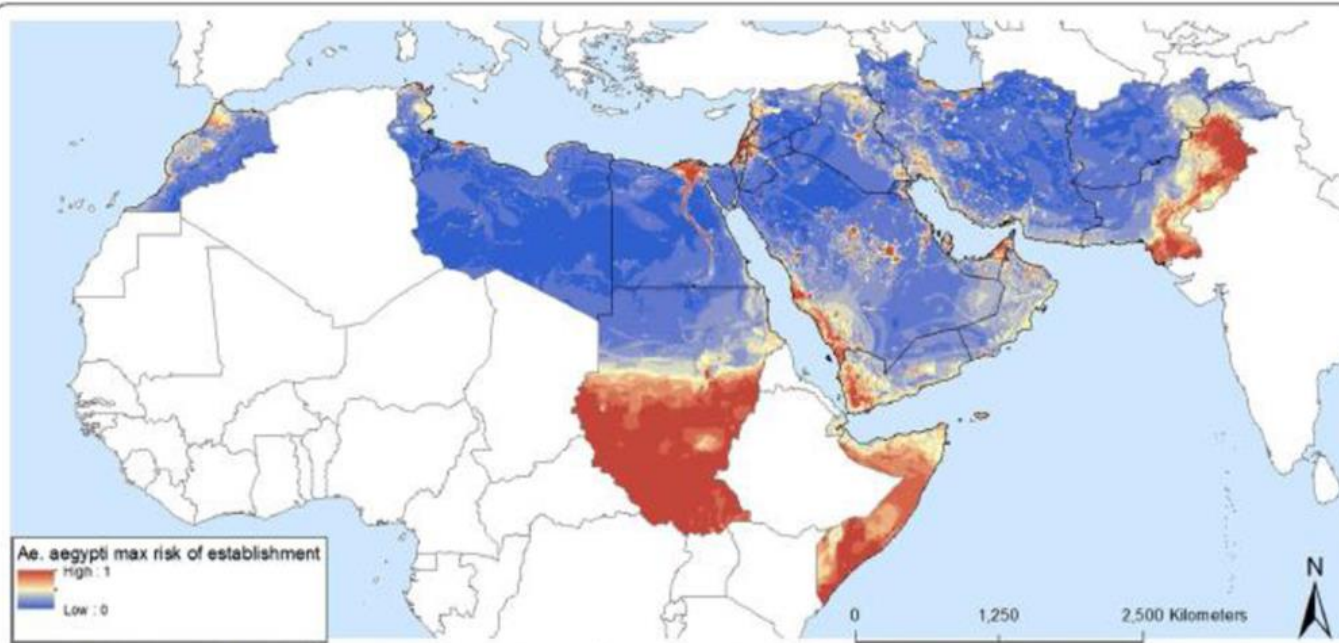 Ae. aegypti max risk of establishment
High : 1
Low : 0
N
0 1,250 2,500 Kilometers